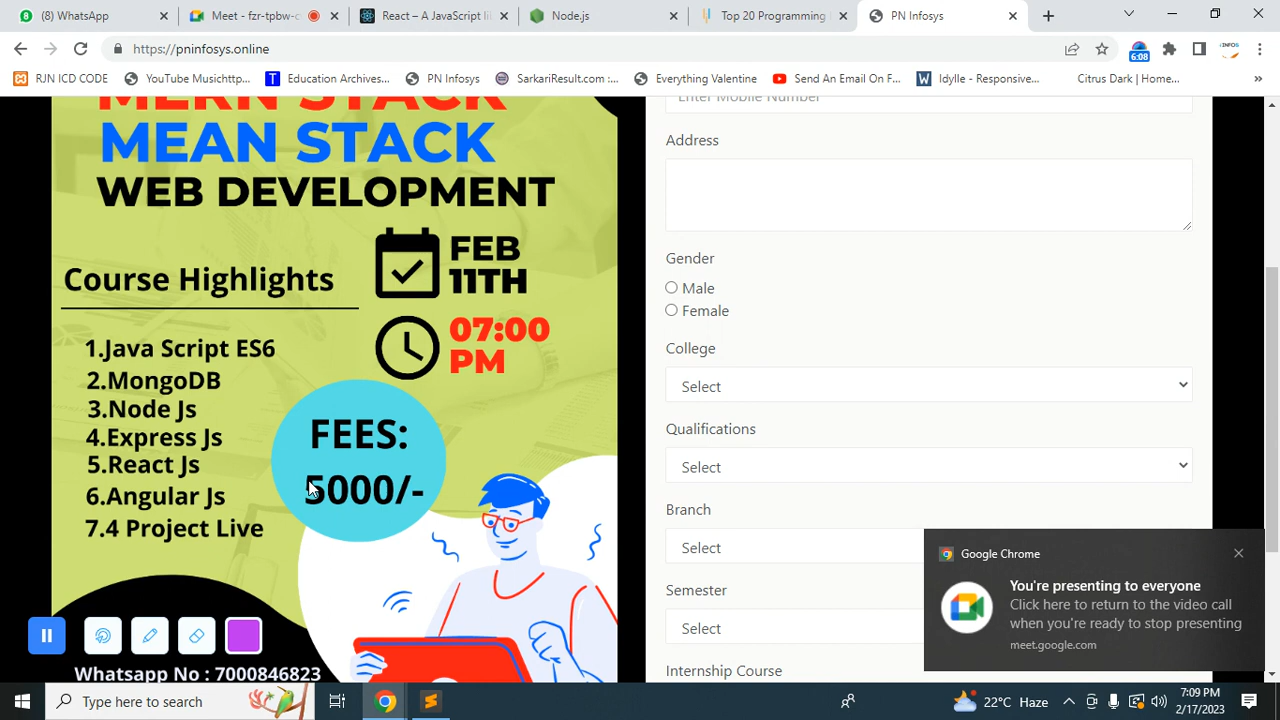 8
(8) WhatsApp
Meet - fzr-tpbw-c
React – A JavaScript li
Node.js
Top 20 Programming
PN Infosys
https://pninfosys.online
6:08
RJN ICD CODE
YouTube Musichttp...
Education Archives...
PN Infosys
SarkariResult.com :...
Everything Valentine
Send An Email On F...
Idylle - Responsive...
Citrus Dark | Home...
»
MERN STACK
MEAN STACK
WEB DEVELOPMENT
Course Highlights
FEB
11TH
07:00
PM
1.Java Script ES6
2.MongoDB
3.Node Js
4.Express Js
5.React Js
6.Angular Js
7.4 Project Live
FEES:
5000/-
Whatsapp No : 7000846823
Enter Mobile Number
Address
Gender
Male
Female
College
Select
Qualifications
Select
Branch
Select
Semester
Select
Internship Course
Google Chrome
You're presenting to everyone
Click here to return to the video call
when you're ready to stop presenting
meet.google.com
Type here to search
22°C Haze
7:09 PM
2/17/2023